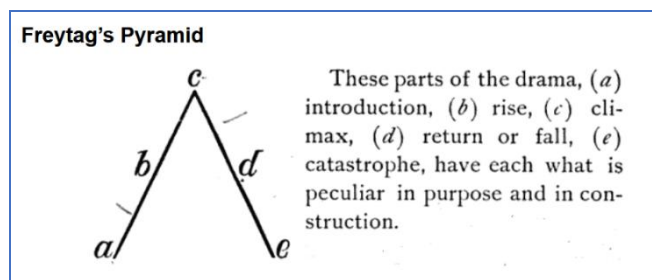 Freytag’s Pyramid
c
b
d
a
e
These parts of the drama, (a)
introduction, (b) rise, (c) cli-
max, (d) return or fall, (e)
catastrophe, have each what is
peculiar in purpose and in con-
struction.